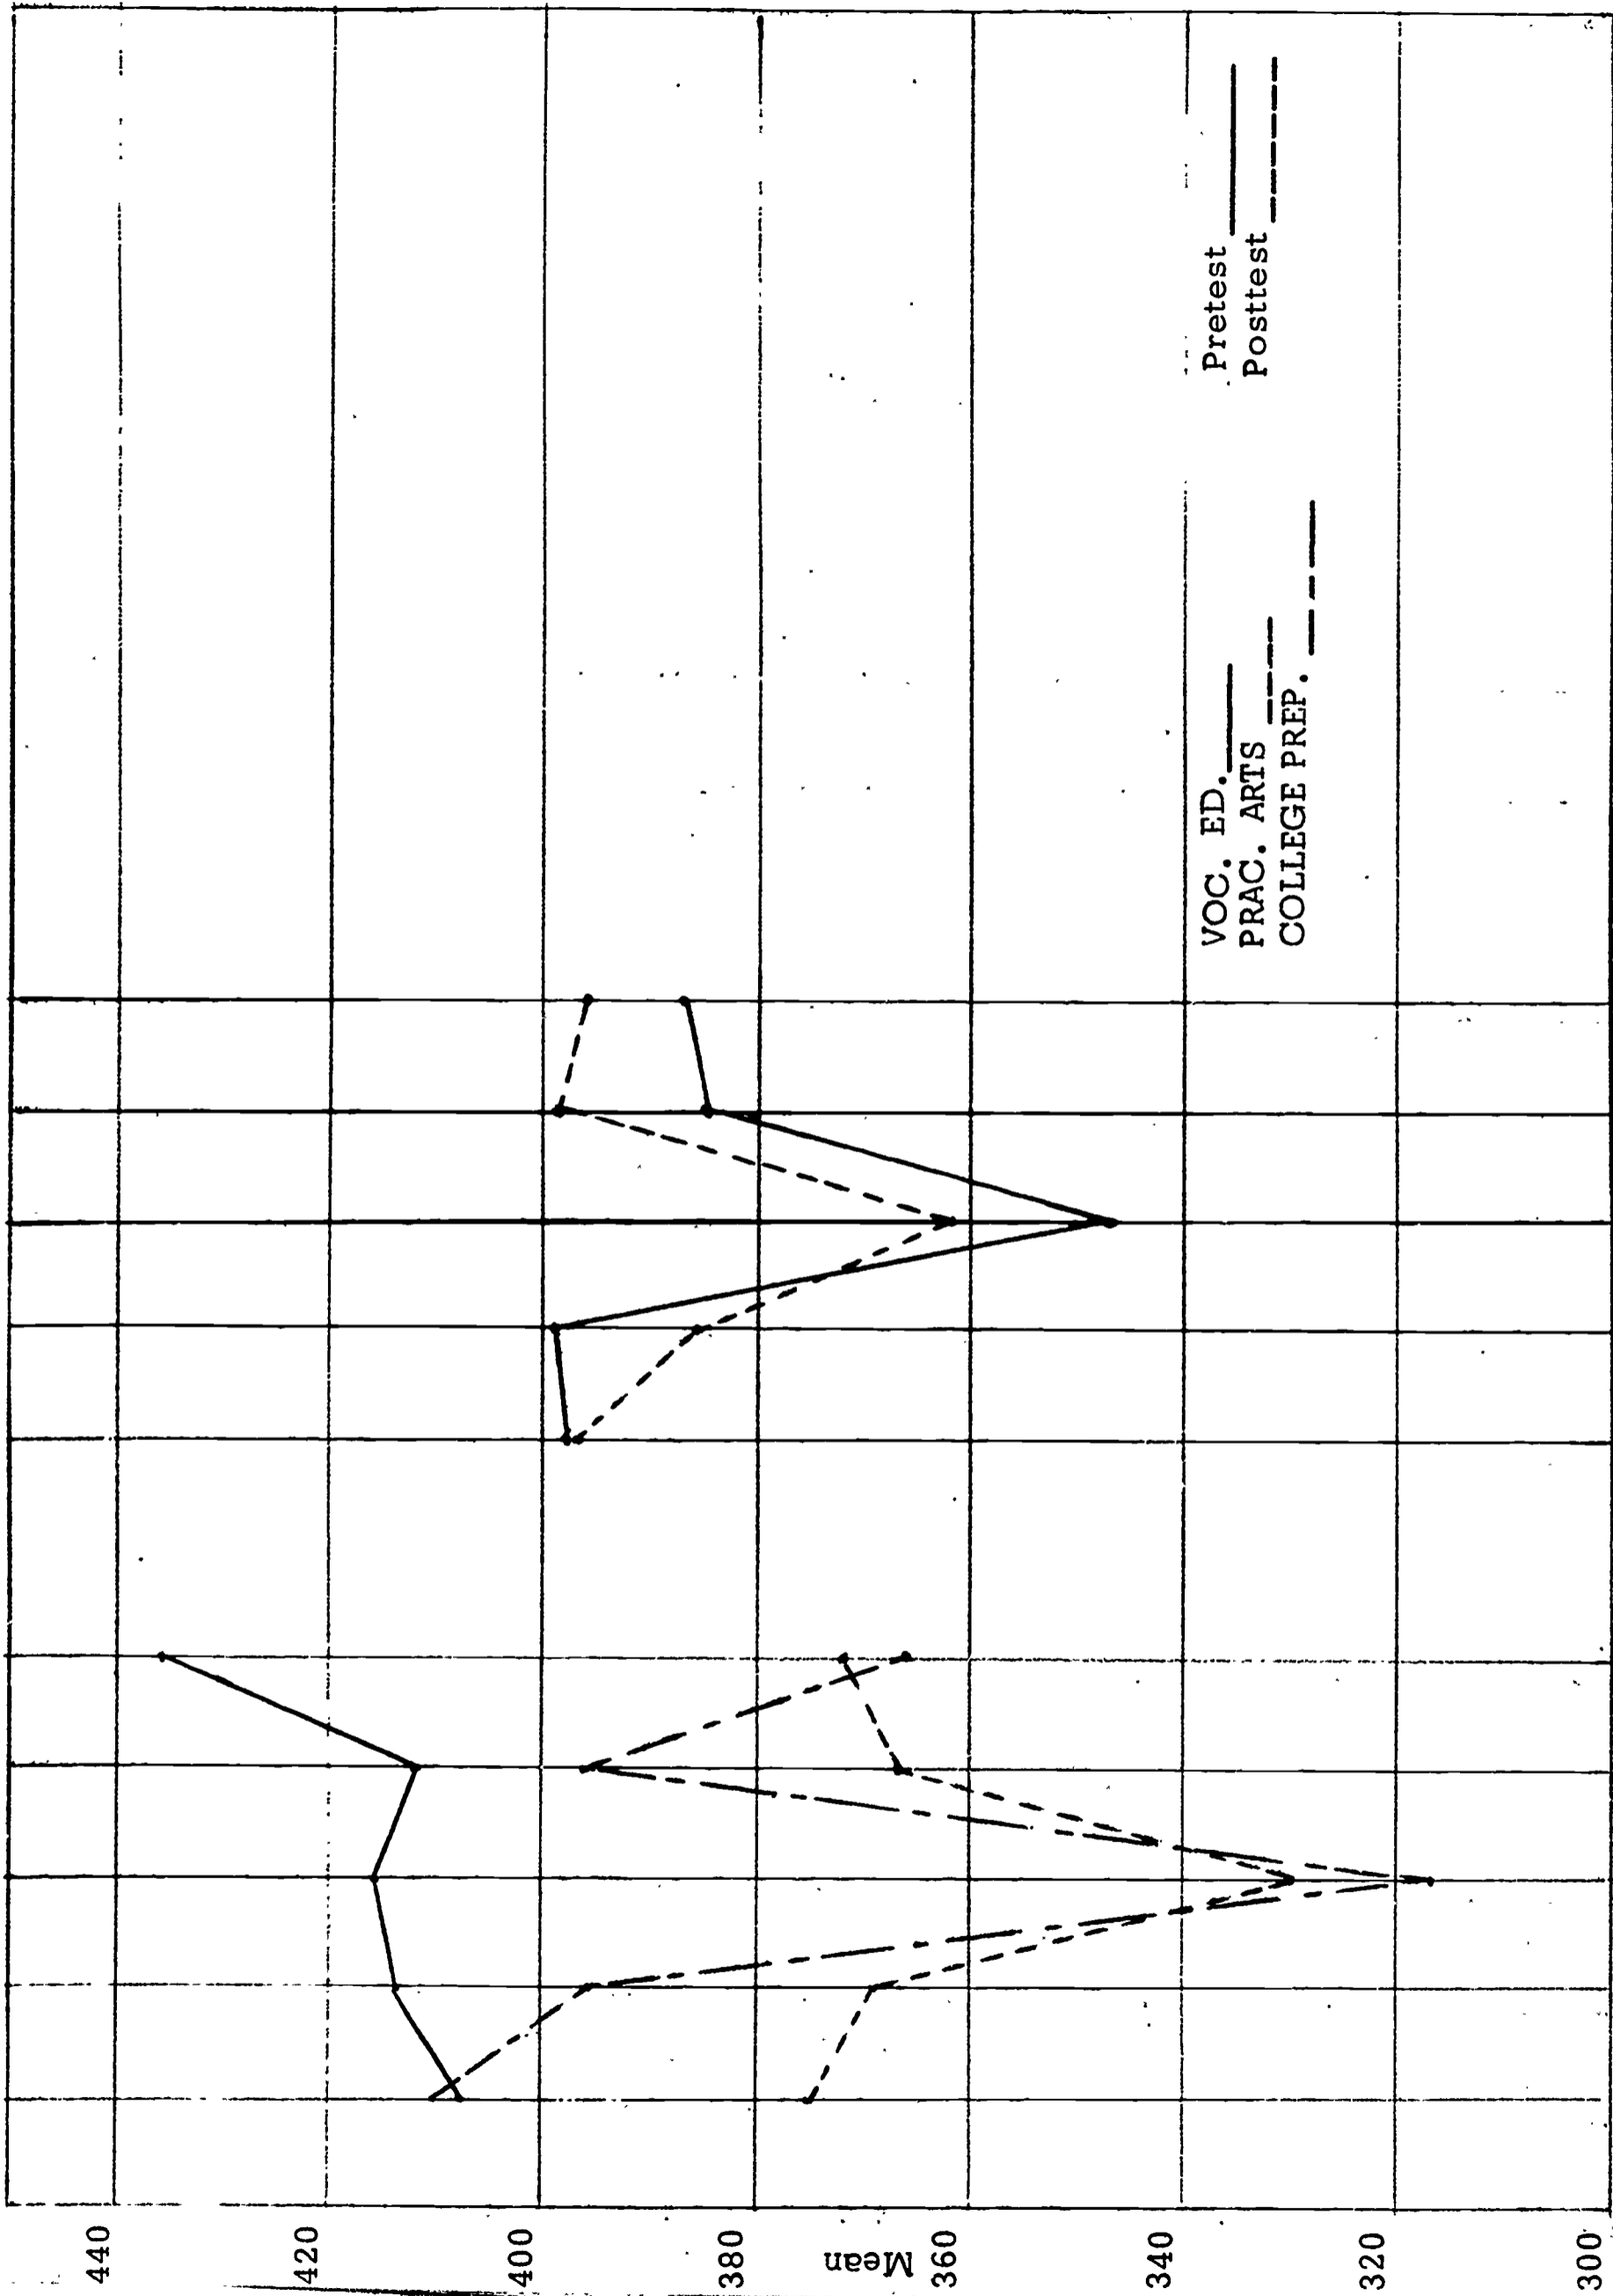 440
420
400
380
Mean
360
340
320
300
VOC. ED.
PRAC. ARTS
COLLEGE PREP.
Pretest
Posttest